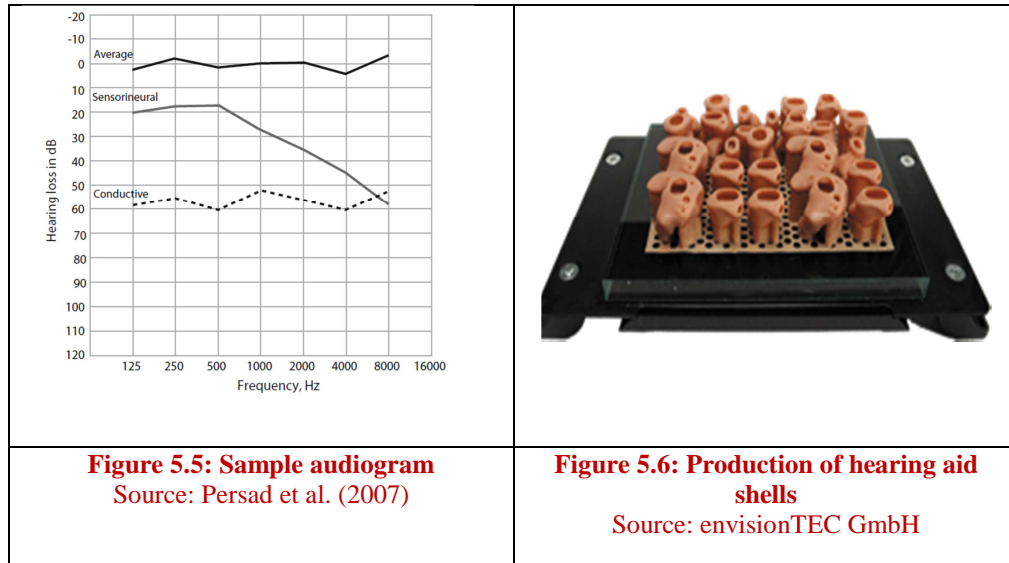 -20
-10
0
10
20
30
40
50
60
70
80
90
100
110
120
Hearing loss in dB
Average
Sensorineural
Conductive
125 250 500 1000 2000 4000 8000 16000
Frequency, Hz
Figure 5.5: Sample audiogram
Source: Persad et al. (2007)
Figure 5.6: Production of hearing aid
shells
Source: envisionTEC GmbH